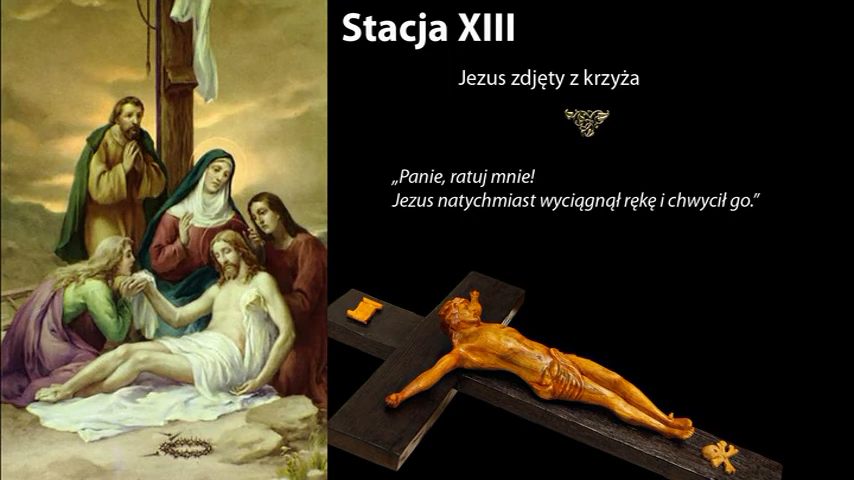 Stacja XIII
Jezus zdjęty z krzyża
„Panie, ratuj mnie!
Jezus natychmiast wyciągnął rękę i chwycił go.”